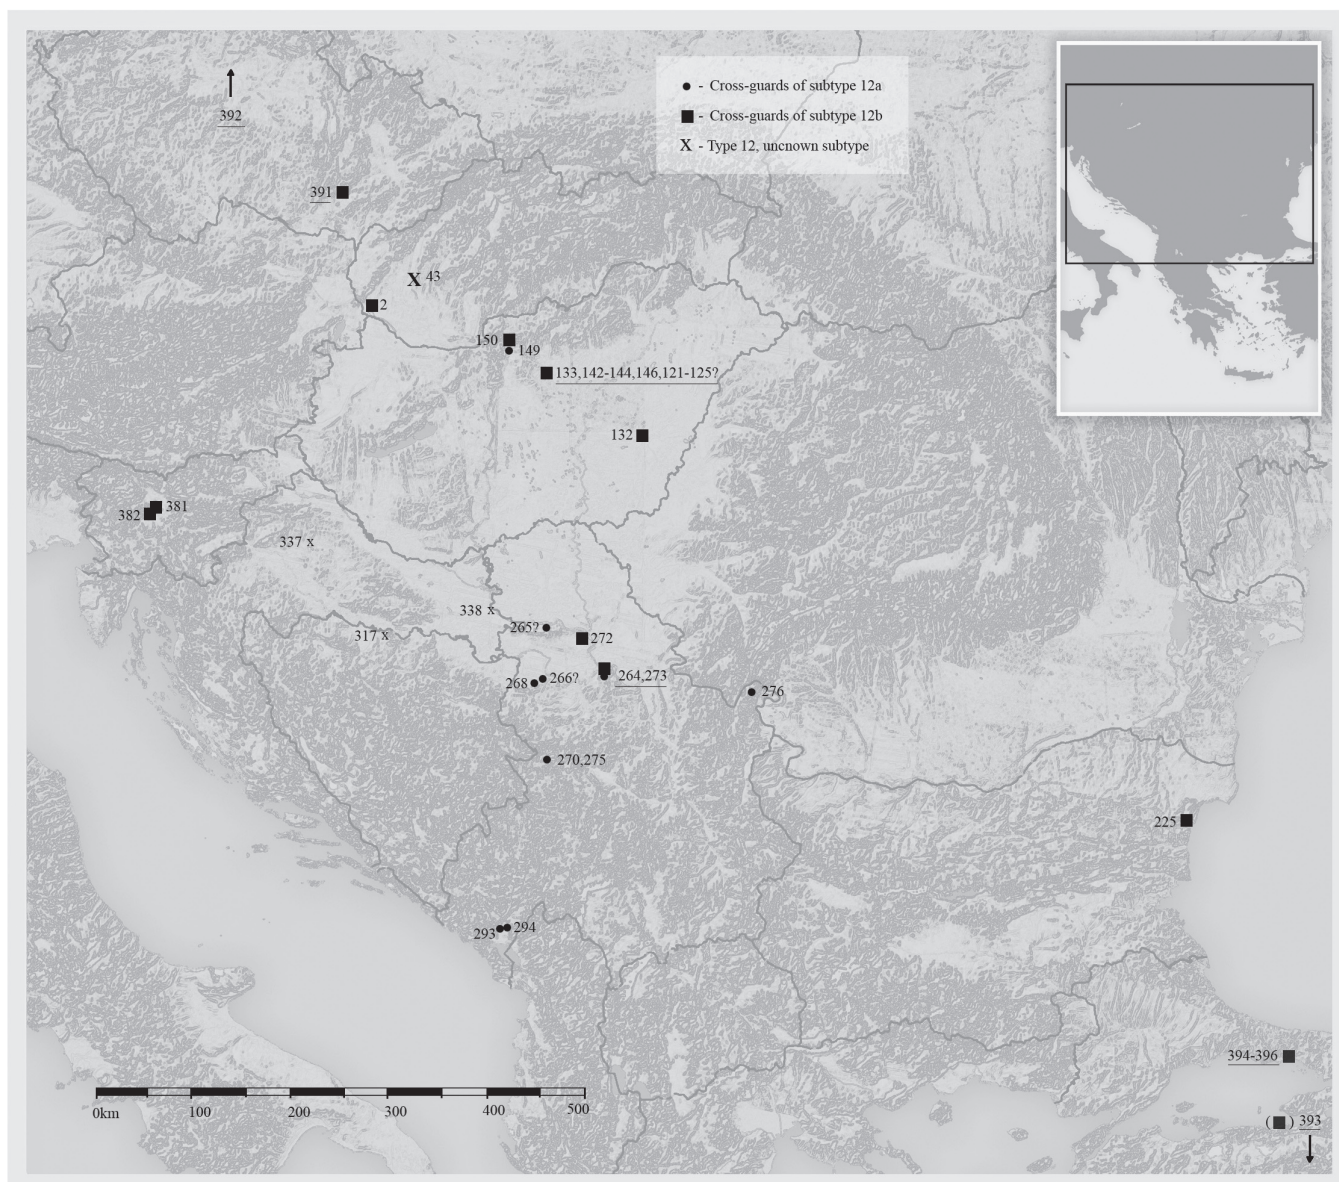 - Cross-guards of subtype 12a
- Cross-guards of subtype 12b
X - Type 12, uncnown subtype
392
391
X 43
2
150
149
133,142-144,146,121-125?
132
381
382
337 x
338 x
265?
317 x
272
264,273
266?
268
276
270,275
225
294
293
394-396
0km 100 200 300 400 500
( ) 393